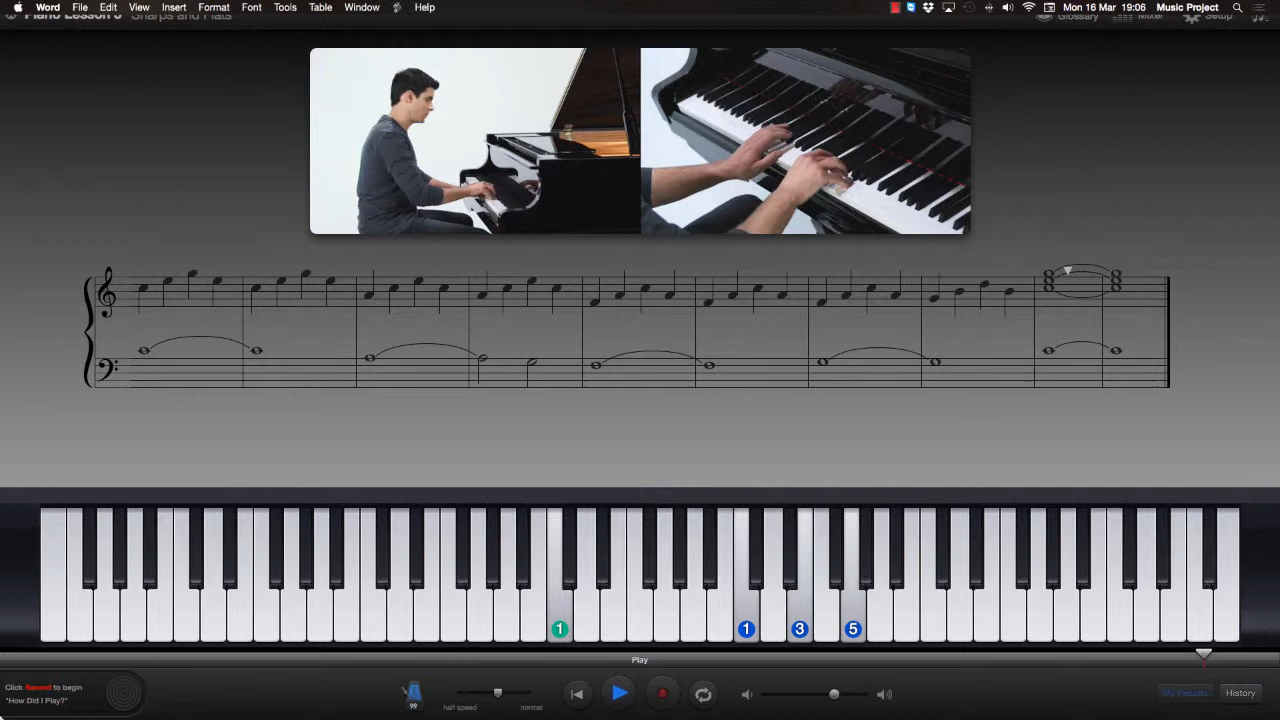 Word File Edit View Insert Format Font Tools Table Window Help Mon 16 Mar 19:06 Music Project
Piano Lesson 3 Sharps and Flats Glossary Mixer Setup
1 1 3 5
Play
Click Record to begin
"How Did I Play?"
99
half speed normal
My Results History